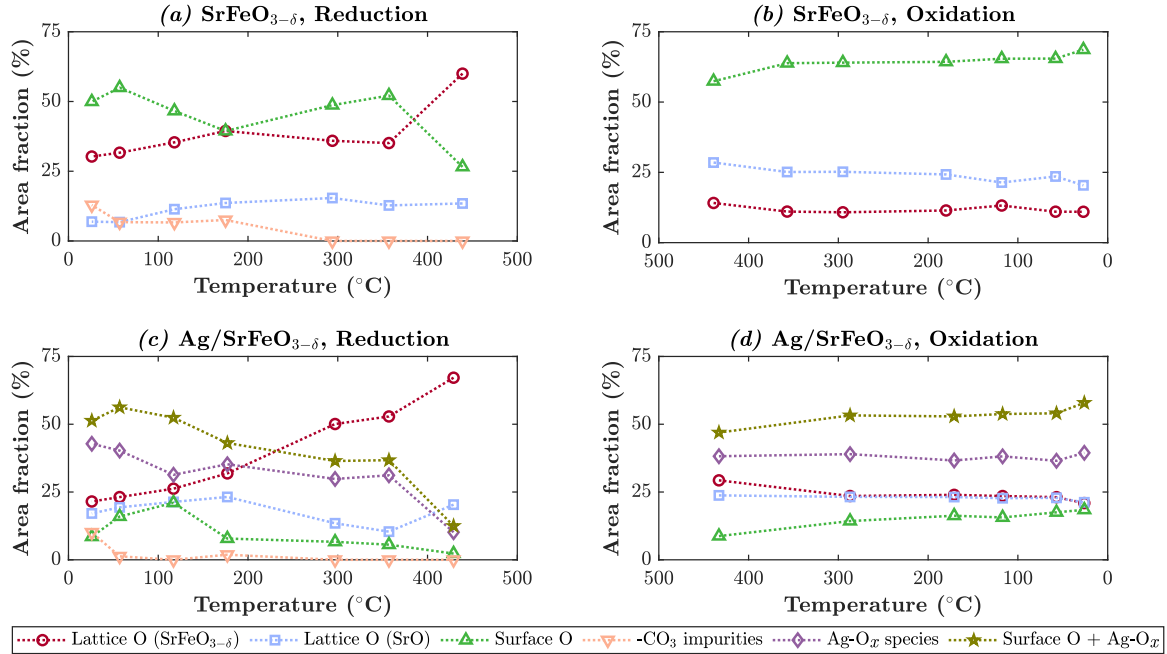 (a) SrFeO₃₋δ, Reduction
(b) SrFeO₃₋δ, Oxidation
Area fraction (%)
75
50
25
0
0 100 200 300 400 500
Temperature (°C)
Area fraction (%)
75
50
25
0
500 400 300 200 100 0
Temperature (°C)
(c) Ag/SrFeO₃₋δ, Reduction
(d) Ag/SrFeO₃₋δ, Oxidation
Area fraction (%)
75
50
25
0
0 100 200 300 400 500
Temperature (°C)
Area fraction (%)
75
50
25
0
500 400 300 200 100 0
Temperature (°C)
Lattice O (SrFeO₃₋δ) Lattice O (SrO) Surface O -CO₃ impurities Ag-Oₓ species Surface O + Ag-Oₓ